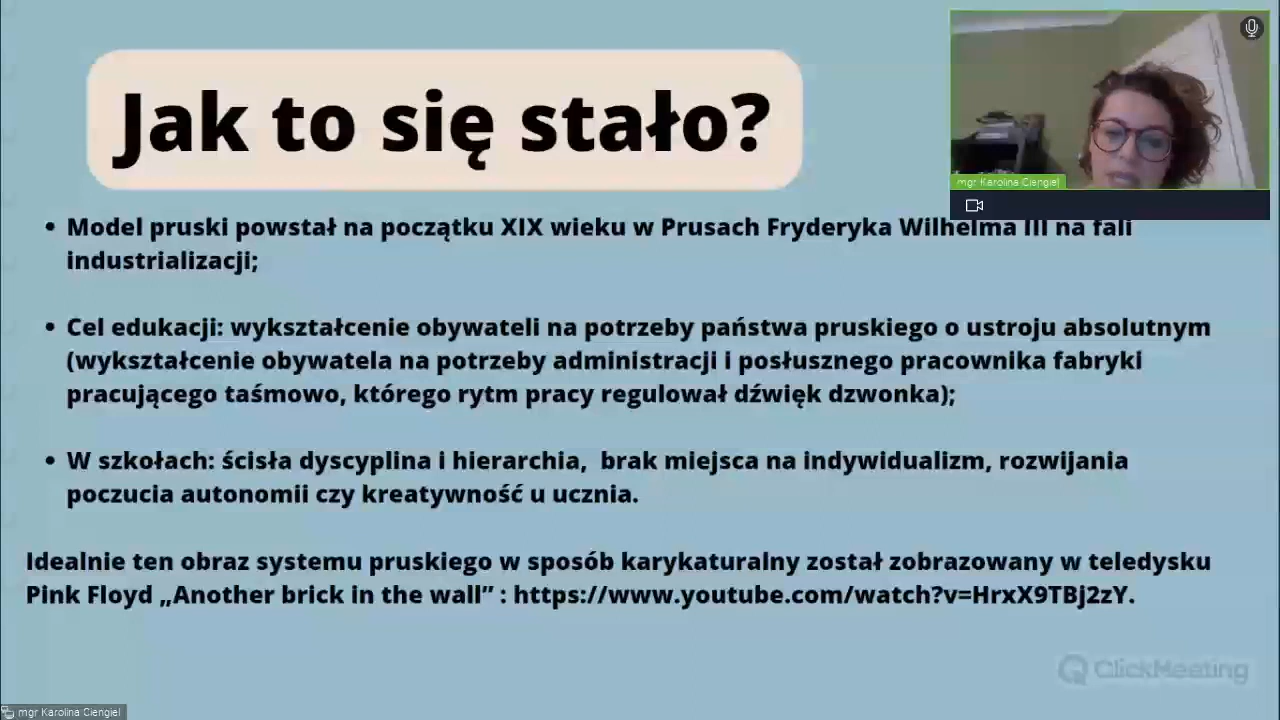 Jak to się stało?
mgr Karolina Ciengiel
• Model pruski powstał na początku XIX wieku w Prusach Fryderyka Wilhelma III na fali
industrializacji;
• Cel edukacji: wykształcenie obywateli na potrzeby państwa pruskiego o ustroju absolutnym
(wykształcenie obywatela na potrzeby administracji i posłusznego pracownika fabryki
pracującego taśmowo, którego rytm pracy regulował dźwięk dzwonka);
• W szkołach: ścisła dyscyplina i hierarchia, brak miejsca na indywidualizm, rozwijania
poczucia autonomii czy kreatywność u ucznia.
Idealnie ten obraz systemu pruskiego w sposób karykaturalny został zobrazowany w teledysku
Pink Floyd „Another brick in the wall” : https://www.youtube.com/watch?v=HrxX9TBj2zY.
ClickMeeting
mgr Karolina Ciengiel